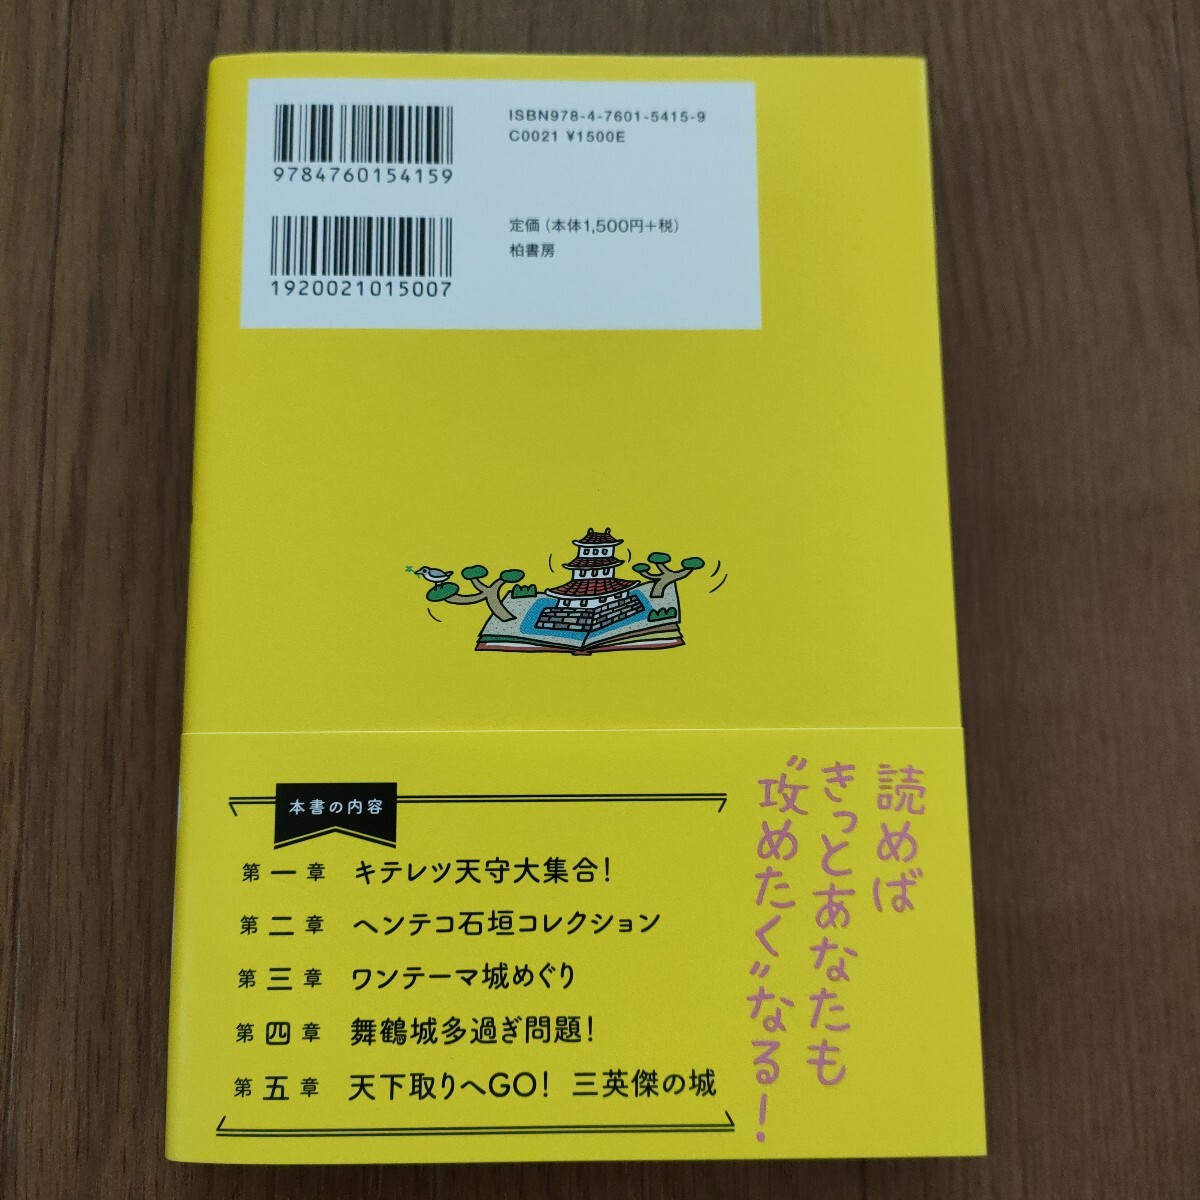 9784760154159
ISBN978-4-7601-5415-9
C0021 ¥1500E
1920021015007
定価(本体1,500円+税)
柏書房
読めば
きっとあなたも
“攻めたく”なる!
本書の内容
第一章 キテレツ天守大集合!
第二章 ヘンテコ石垣コレクション
第三章 ワンテーマ城めぐり
第四章 舞鶴城多過ぎ問題!
第五章 天下取りへGO! 三英傑の城